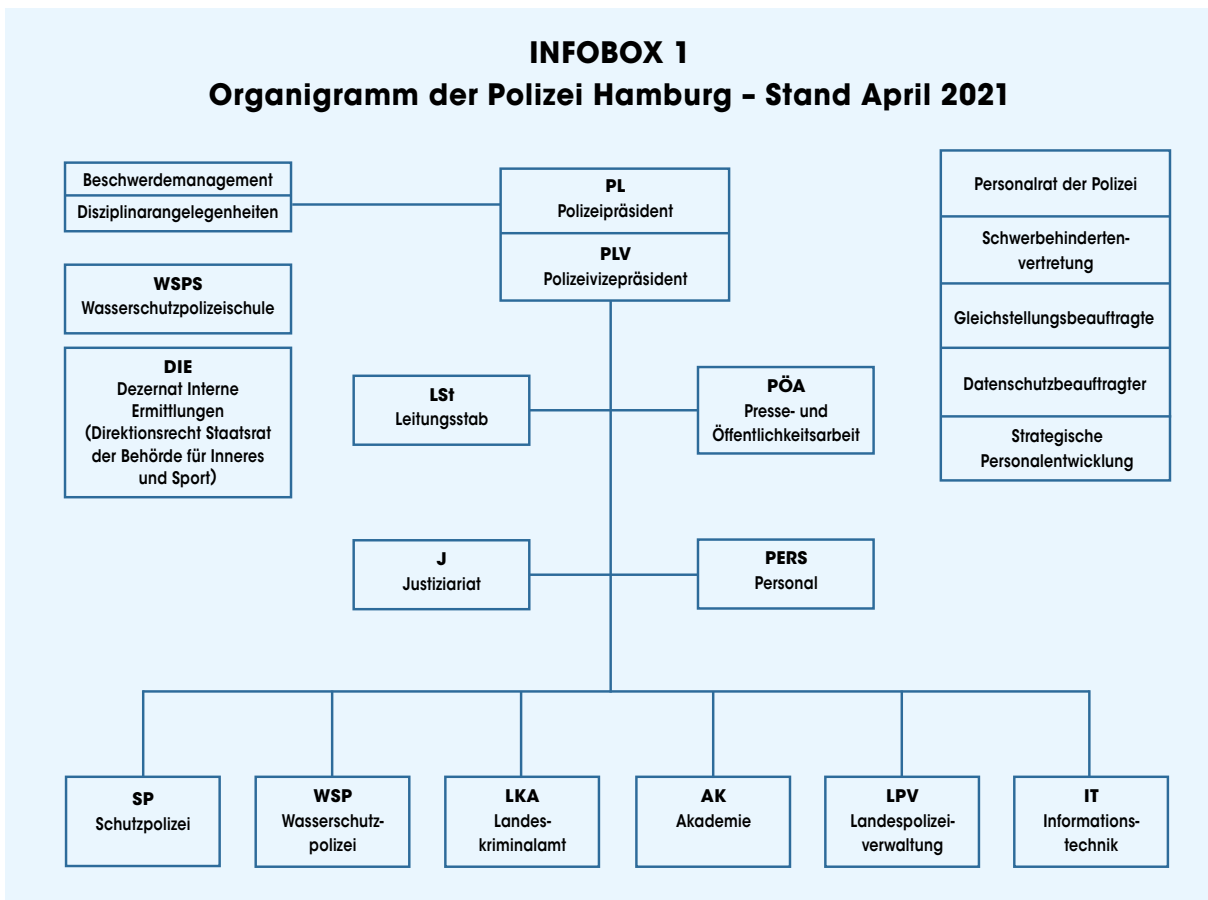 INFOBOX 1
Organigramm der Polizei Hamburg – Stand April 2021
Beschwerdemanagement
Disziplinarangelegenheiten
WSPS
Wasserschutzpolizeischule
DIE
Dezernat Interne
Ermittlungen
(Direktionsrecht Staatsrat
der Behörde für Inneres
und Sport)
PL
Polizeipräsident
PLV
Polizeivizepräsident
Personalrat der Polizei
Schwerbehinderten-
vertretung
Gleichstellungsbeauftragte
Datenschutzbeauftragter
Strategische
Personalentwicklung
LSt
Leitungsstab
PÖA
Presse- und
Öffentlichkeitsarbeit
J
Justiziariat
PERS
Personal
SP
Schutzpolizei
WSP
Wasserschutz-
polizei
LKA
Landes-
kriminalamt
AK
Akademie
LPV
Landespolizei-
verwaltung
IT
Informations-
technik